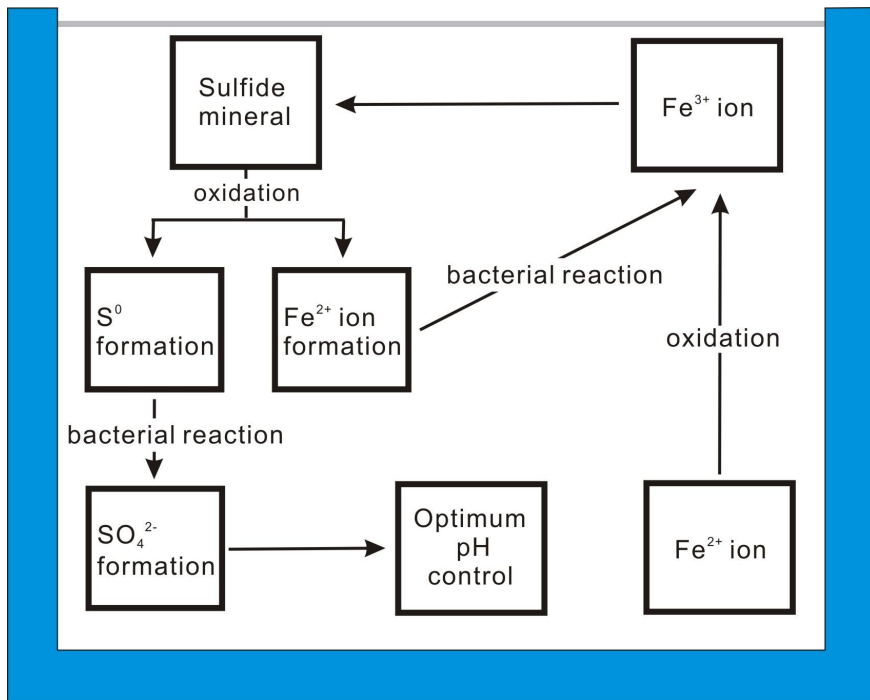 Sulfide
mineral
Fe³⁺ ion
oxidation
S⁰
formation
Fe²⁺ ion
formation
bacterial reaction
oxidation
bacterial reaction
SO₄²⁻
formation
Optimum
pH
control
Fe²⁺ ion